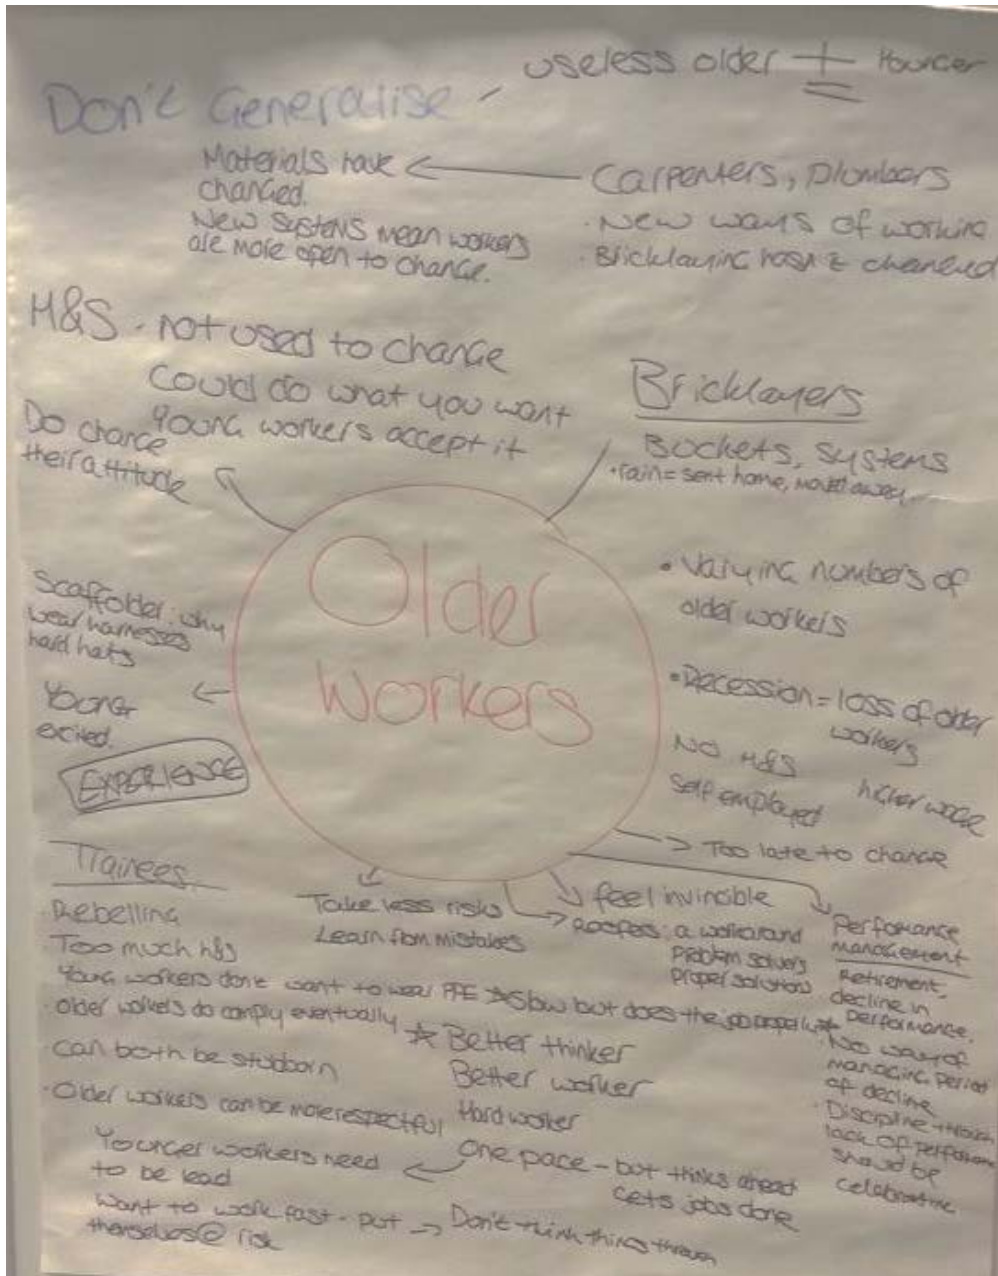 useless older + Younger
Don't Generalise
Materials have
changed.
New systems mean workers
are more open to change.
Carpenters, Plumbers
· New ways of working
· Bricklaying hasn't changed
H&S - not used to change
Could do what you want
Young workers accept it
Do change
their attitude
Bricklayers
Buckets, systems
· rain = sent home,
Scaffolder: why
wear harnesses
hard hats
Younger
excited.
EXPERIENCE
Older
Workers
· Varying numbers of
older workers
· Recession = loss of older
workers
No H&S
Self employed
higher wage
Too late to change
Trainees
Rebelling
Too much h&s
Young workers don't want to wear PPE
· Older workers do comply eventually
can both be stubborn
· Older workers can be more respectful
Younger workers need
to be lead
Want to work fast - put
themselves @ risk
Take less risks
Learn from mistakes
feel invincible
Roofers: a workaround
Problem solvers
Proper solutions
Slow but does the job properly
Better thinker
Better worker
Hard worker
One pace - but thinks ahead
Gets jobs done
Don't think things through
Performance
management
Retirement,
decline in
performance.
No way of
managing period
of decline
· Discipline through
lack of
should be
celebrating